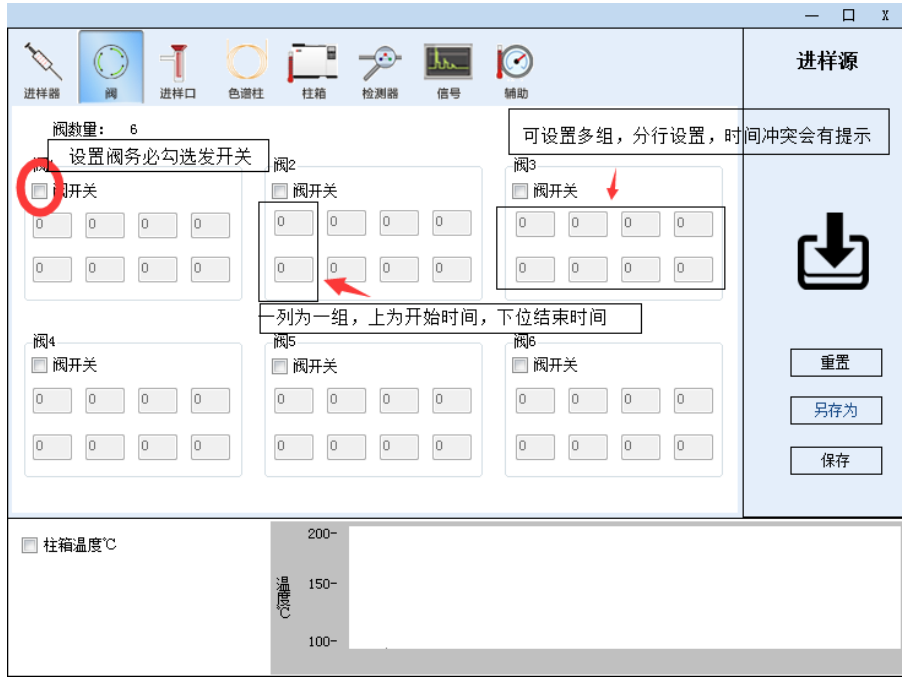 — 口 X
进样器 阀 进样口 色谱柱 柱箱 检测器 信号 辅助
进样源
阀数量: 6
可设置多组，分行设置，时间冲突会有提示
设置阀务必勾选发开关
阀2 阀3
阀开关 阀开关 阀开关
0 0 0 0 0 0 0 0 0 0 0 0
0 0 0 0 0 0 0 0 0 0 0 0
一列为一组，上为开始时间，下位结束时间
阀4 阀5 阀6
阀开关 阀开关 阀开关
0 0 0 0 0 0 0 0 0 0 0 0
0 0 0 0 0 0 0 0 0 0 0 0
重置
另存为
保存
柱箱温度℃
温度℃
200-
150-
100-